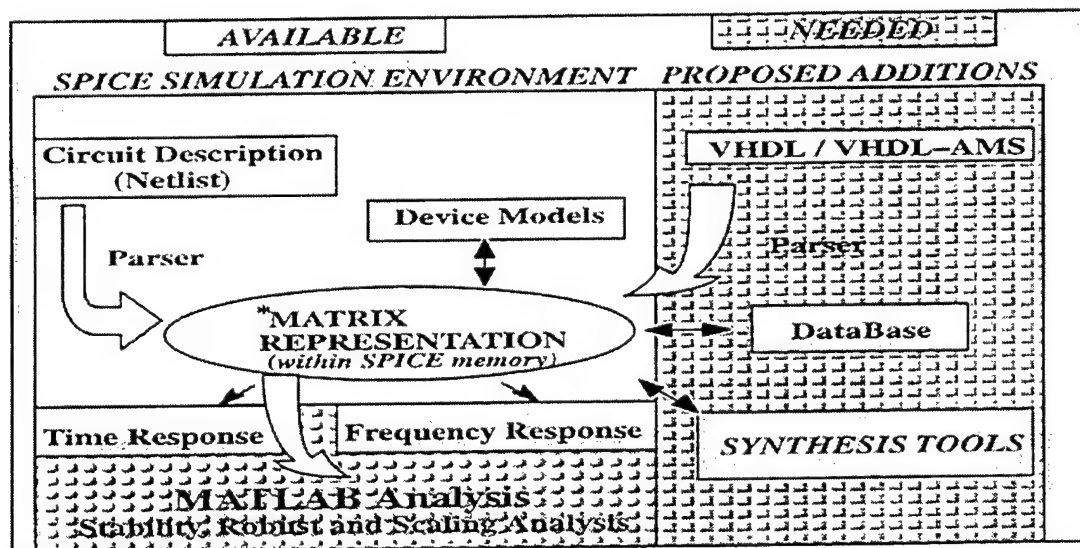 AVAILABLE
NEEDED
SPICE SIMULATION ENVIRONMENT
PROPOSED ADDITIONS
Circuit Description
(Netlist)
VHDL / VHDL-AMS
Device Models
Parser
Parser
*MATRIX
REPRESENTATION
(within SPICE memory)
DataBase
Time Response
Frequency Response
SYNTHESIS TOOLS
MATLAB Analysis
Stability, Robust and Scaling Analysis